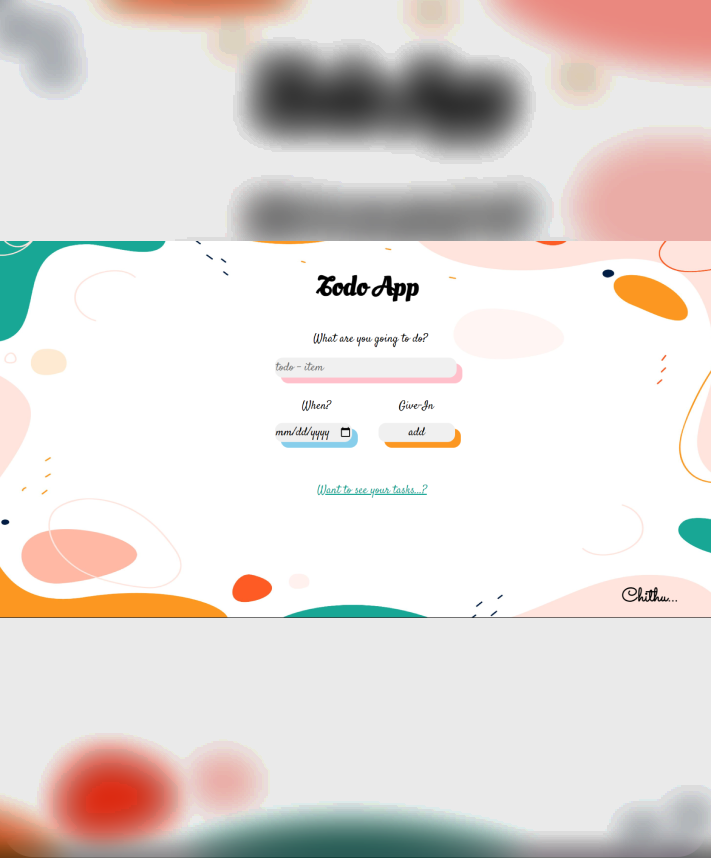 Todo App
What are you going to do?
todo - item
When? Give-In
mm/dd/yyyy add
Want to see your tasks...?
Chithu...